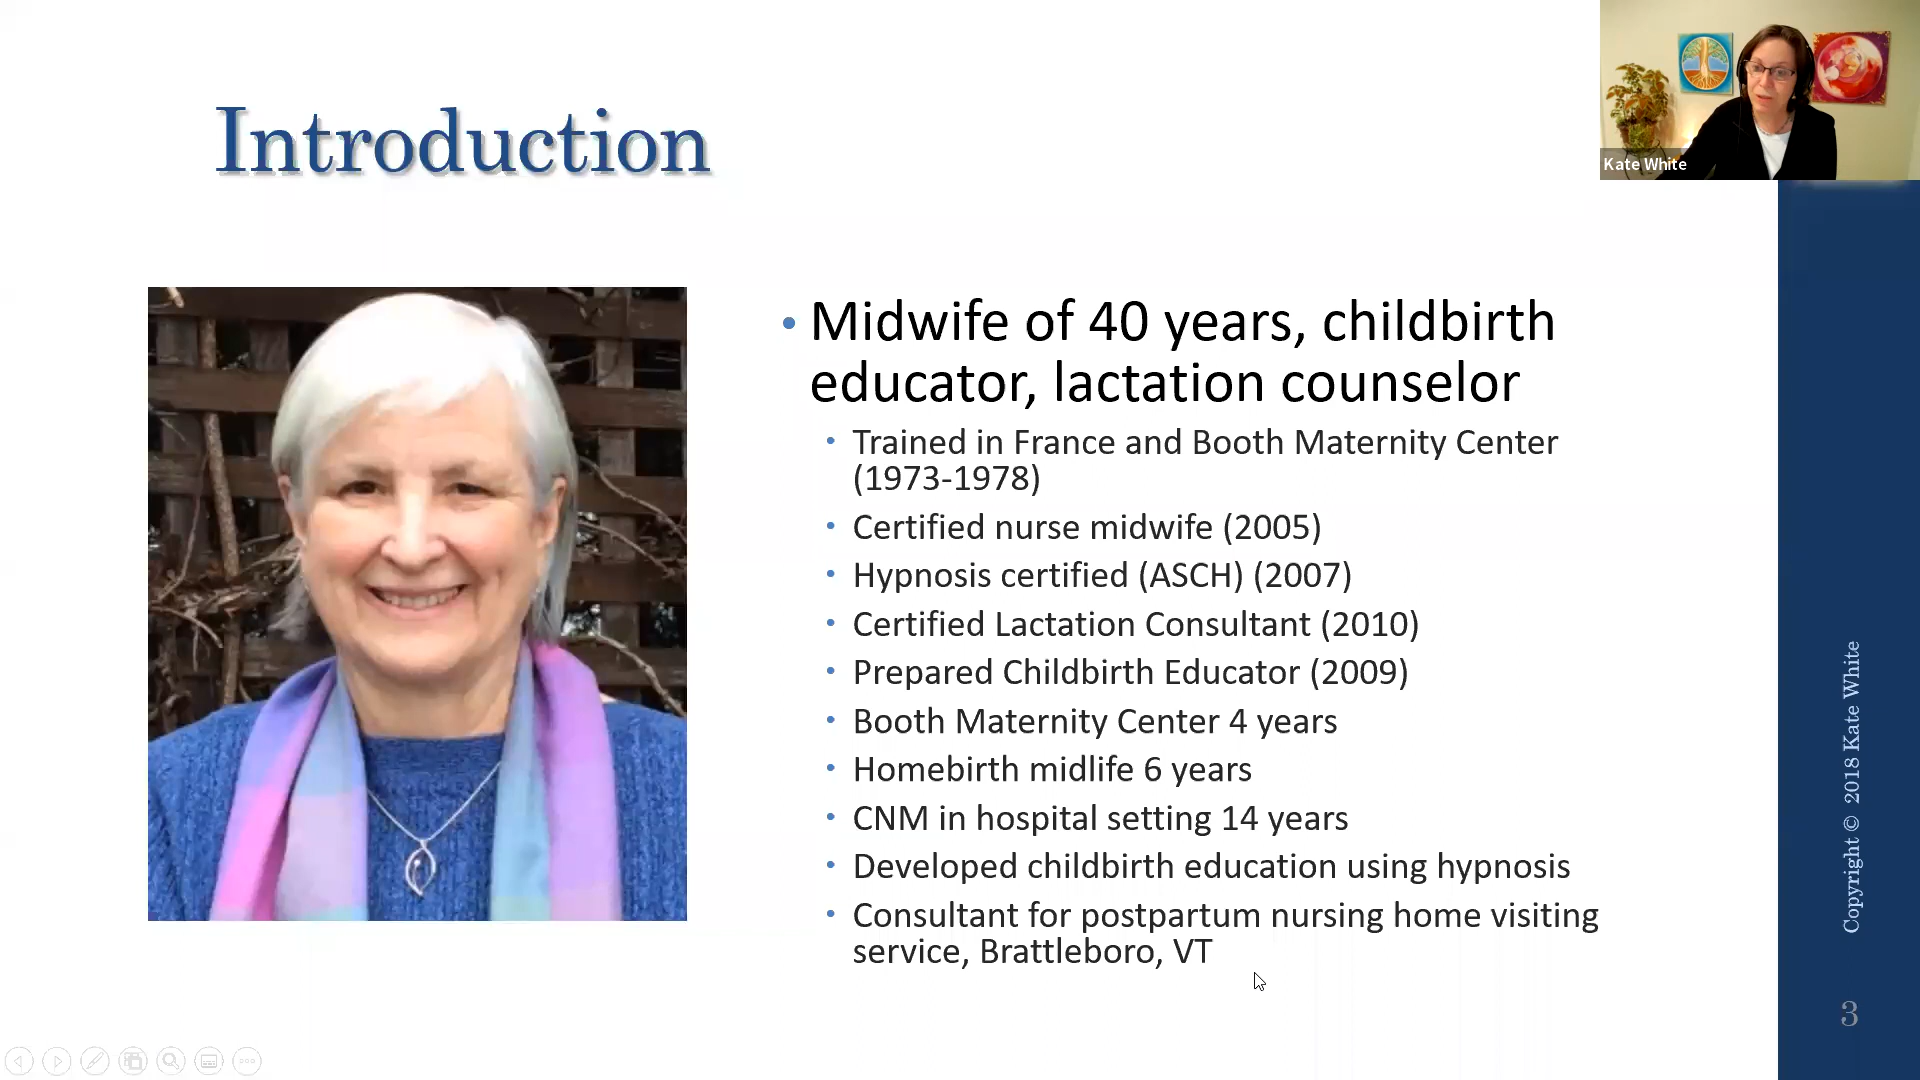 Introduction
Kate White
• Midwife of 40 years, childbirth
educator, lactation counselor
• Trained in France and Booth Maternity Center
(1973-1978)
• Certified nurse midwife (2005)
• Hypnosis certified (ASCH) (2007)
• Certified Lactation Consultant (2010)
• Prepared Childbirth Educator (2009)
• Booth Maternity Center 4 years
• Homebirth midlife 6 years
• CNM in hospital setting 14 years
• Developed childbirth education using hypnosis
• Consultant for postpartum nursing home visiting
service, Brattleboro, VT
Copyright © 2018 Kate White
3